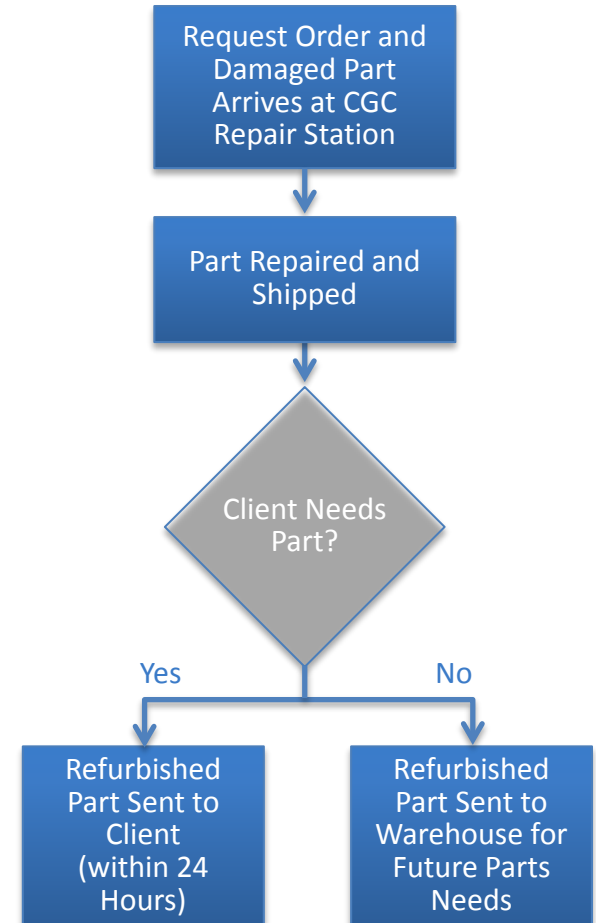 Request Order and
Damaged Part
Arrives at CGC
Repair Station
Part Repaired and
Shipped
Client Needs
Part?
Yes
No
Refurbished
Part Sent to
Client
(within 24
Hours)
Refurbished
Part Sent to
Warehouse for
Future Parts
Needs